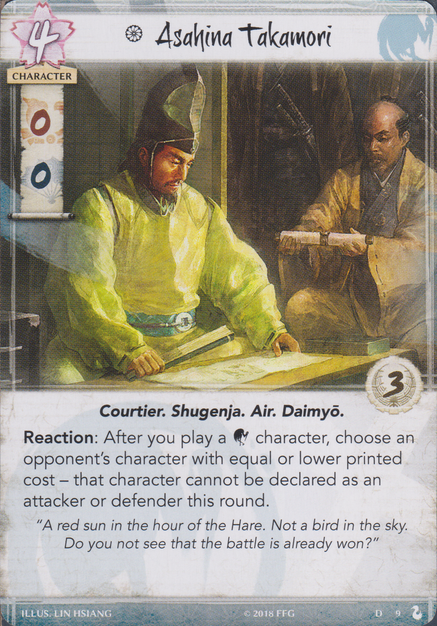 4
Asahina Takamori
CHARACTER
0
0
3
Courtier. Shugenja. Air. Daimyō.
Reaction: After you play a character, choose an
opponent's character with equal or lower printed
cost – that character cannot be declared as an
attacker or defender this round.
“A red sun in the hour of the Hare. Not a bird in the sky.
Do you not see that the battle is already won?”
ILLUS. LIN HSIANG © 2018 FFG D 9